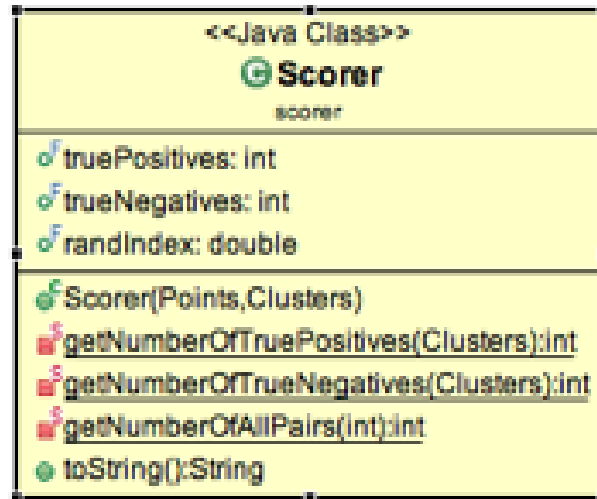 <<Java Class>>
Scorer
scorer
truePositives: int
trueNegatives: int
randIndex: double
Scorer(Points,Clusters)
getNumberOfTruePositives(Clusters):int
getNumberOfTrueNegatives(Clusters):int
getNumberOfAllPairs(int):int
toString():String